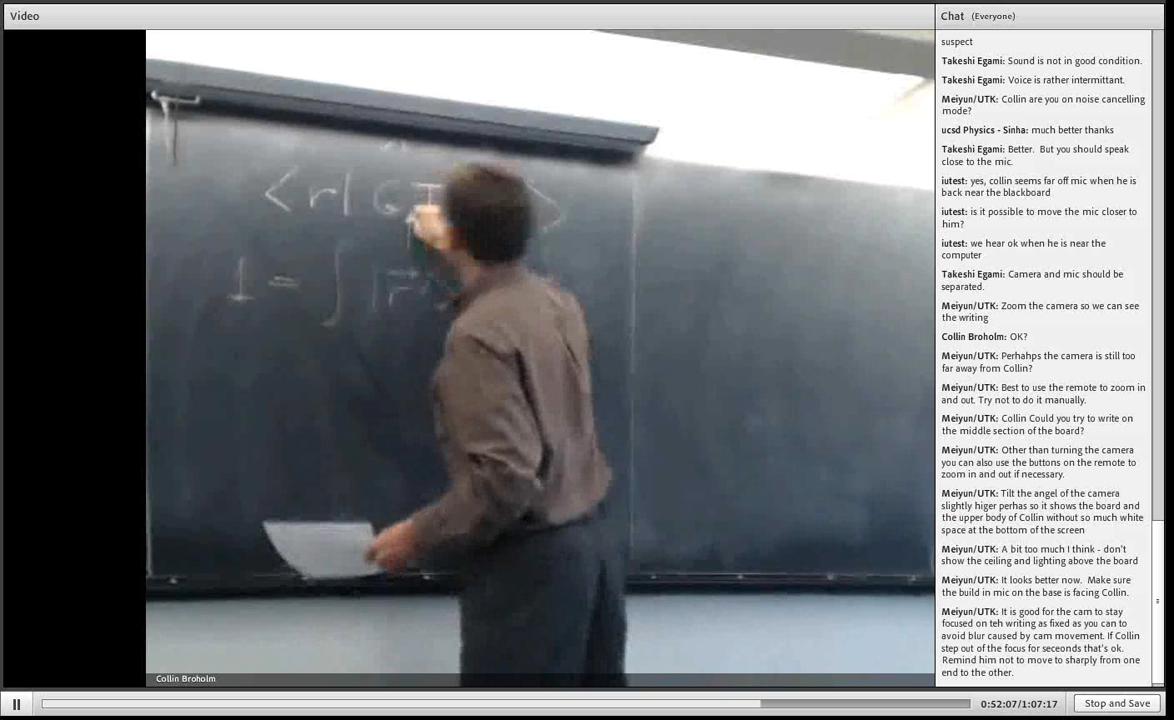 Video
Chat (Everyone)
T
<r|G
1 = ∫ |r
suspect
Takeshi Egami: Sound is not in good condition.
Takeshi Egami: Voice is rather intermittant.
Meiyun/UTK: Collin are you on noise cancelling
mode?
ucsd Physics - Sinha: much better thanks
Takeshi Egami: Better. But you should speak
close to the mic.
iutest: yes, collin seems far off mic when he is
back near the blackboard
iutest: is it possible to move the mic closer to
him?
iutest: we hear ok when he is near the
computer
Takeshi Egami: Camera and mic should be
separated.
Meiyun/UTK: Zoom the camera so we can see
the writing
Collin Broholm: OK?
Meiyun/UTK: Perhahps the camera is still too
far away from Collin?
Meiyun/UTK: Best to use the remote to zoom in
and out. Try not to do it manually.
Meiyun/UTK: Collin Could you try to write on
the middle section of the board?
Meiyun/UTK: Other than turning the camera
you can also use the buttons on the remote to
zoom in and out if necessary.
Meiyun/UTK: Tilt the angel of the camera
slightly higer perhas so it shows the board and
the upper body of Collin without so much white
space at the bottom of the screen
Meiyun/UTK: A bit too much I think - don't
show the ceiling and lighting above the board
Meiyun/UTK: It looks better now. Make sure
the build in mic on the base is facing Collin.
Meiyun/UTK: It is good for the cam to stay
focused on teh writing as fixed as you can to
avoid blur caused by cam movement. If Collin
step out of the focus for seceonds that's ok.
Remind him not to move to sharply from one
end to the other.
Collin Broholm
0:52:07/1:07:17
Stop and Save